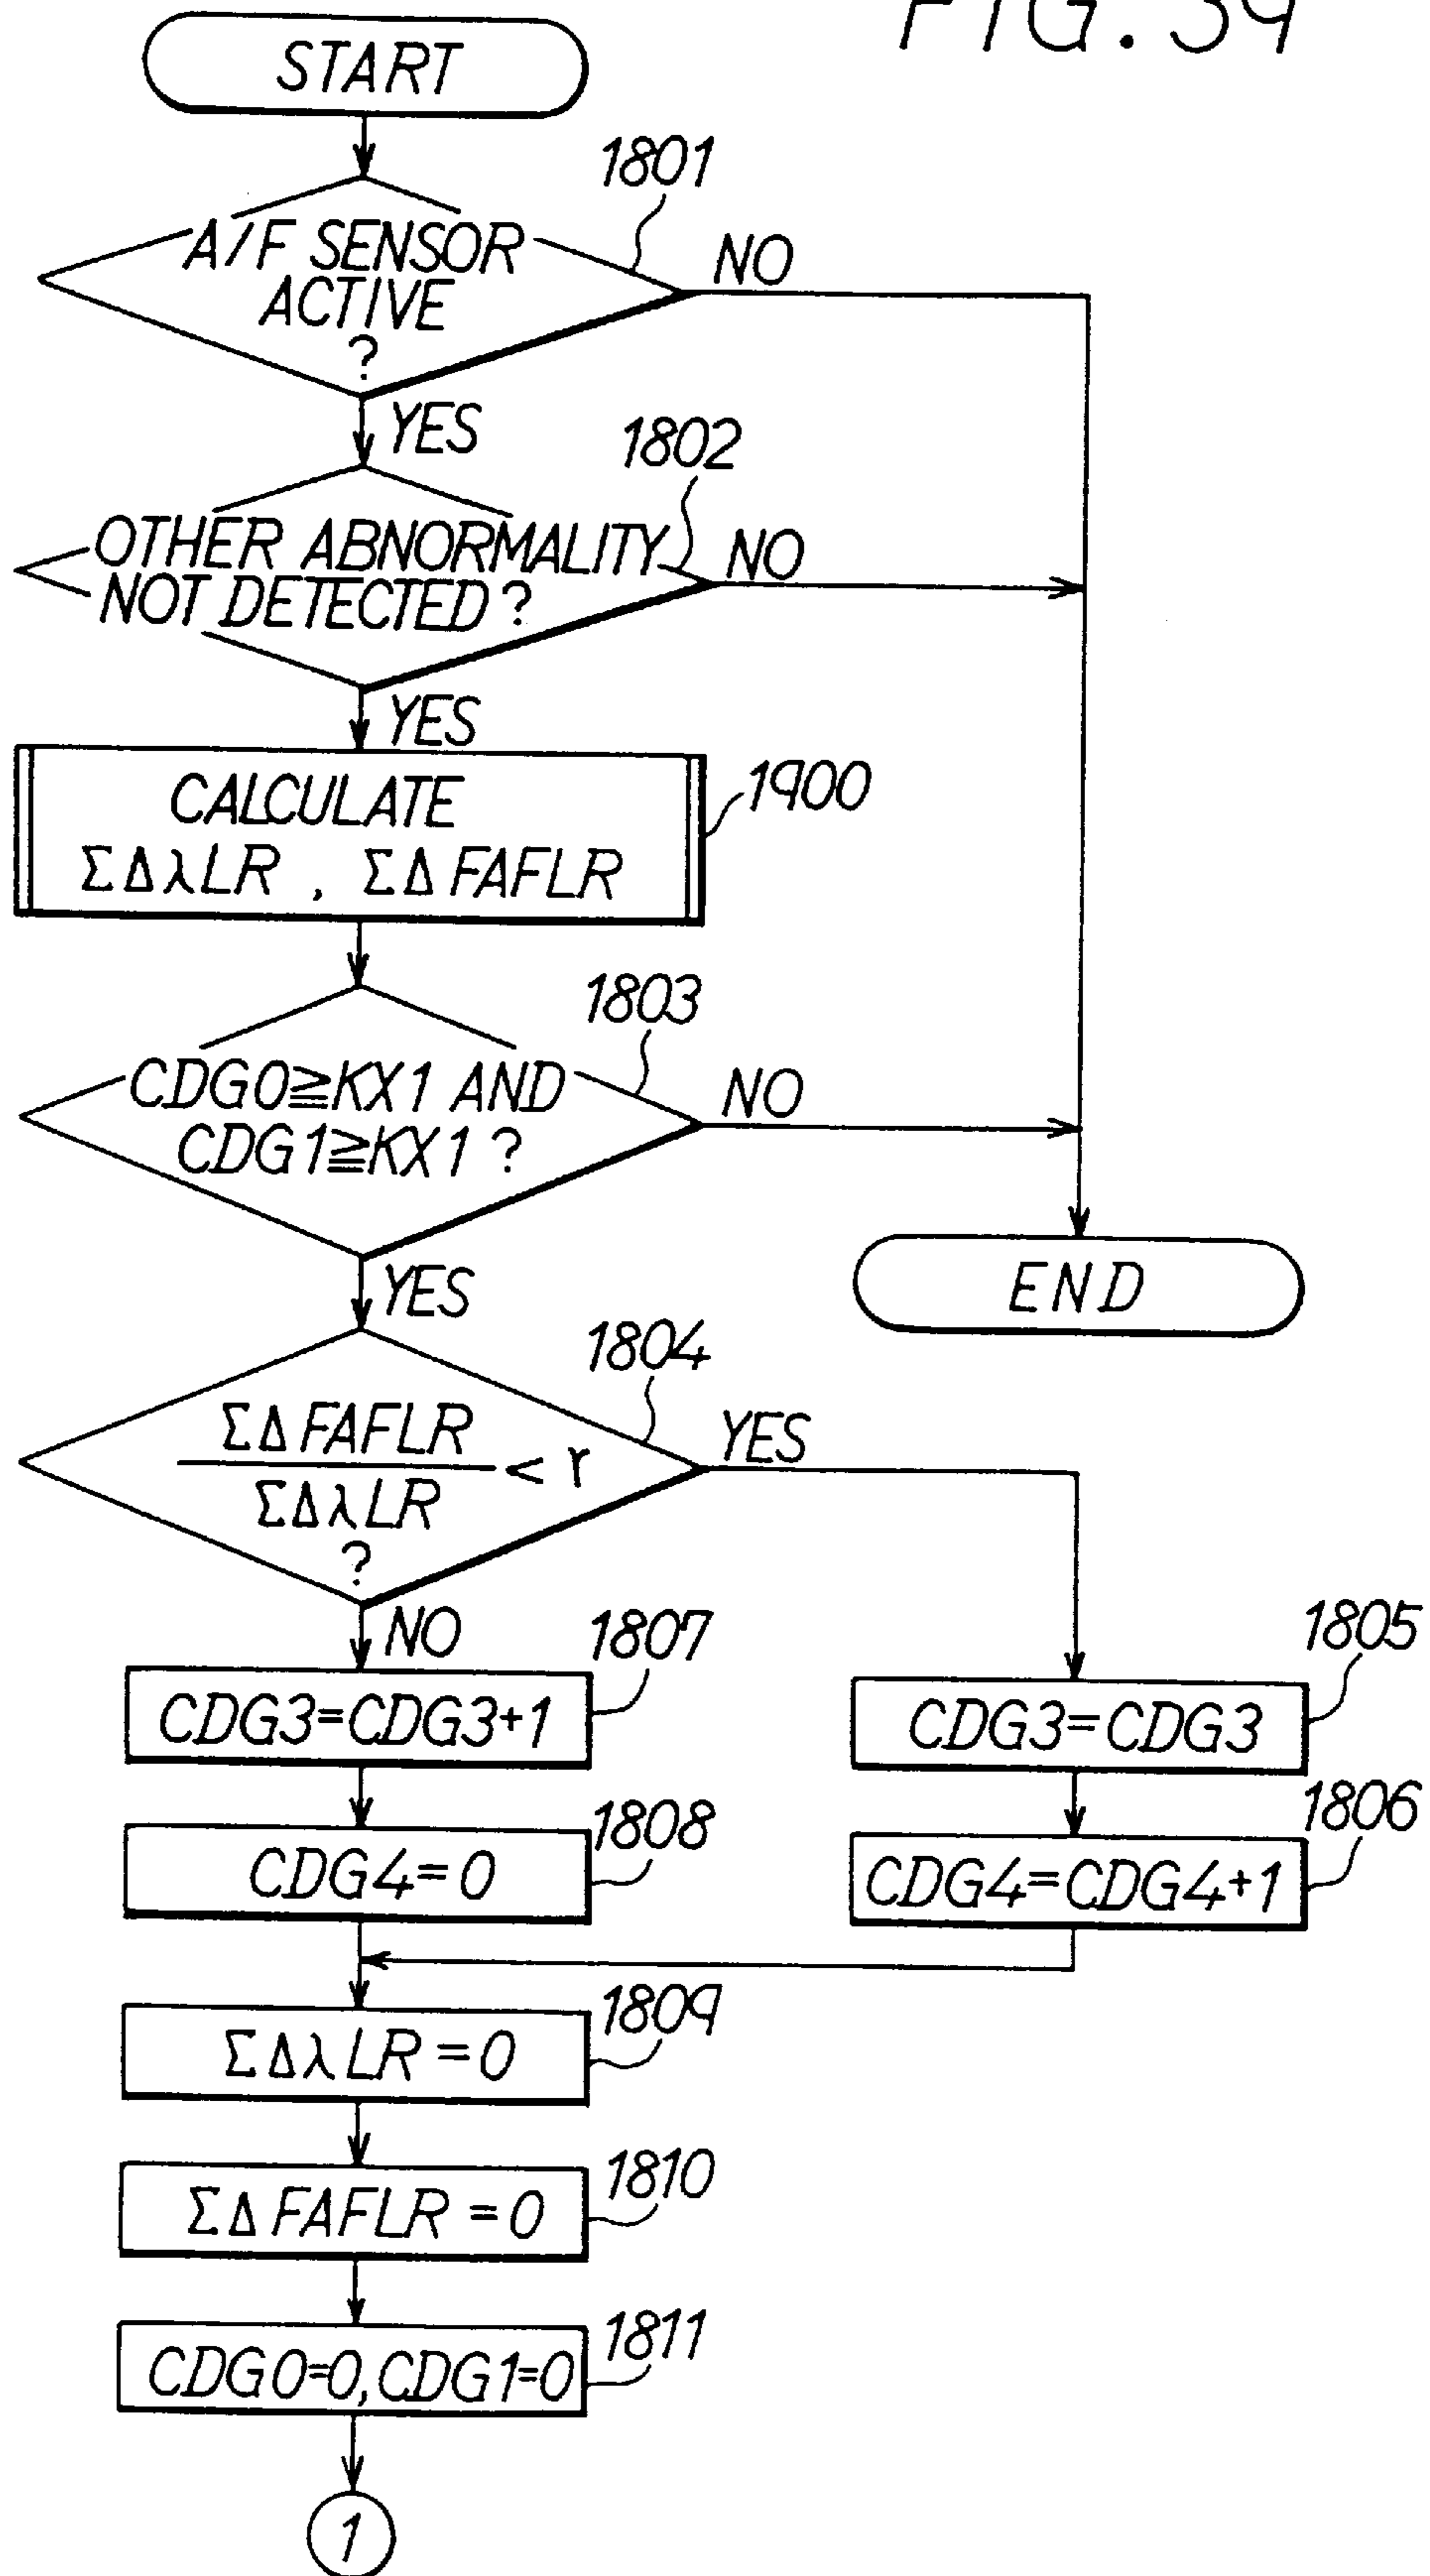 FIG. 39
START
1801
A/F SENSOR
ACTIVE
?
NO
YES
1802
OTHER ABNORMALITY
NOT DETECTED ?
NO
YES
1900
CALCULATE
ΣΔλLR , ΣΔFAFLR
1803
CDG0≧KX1 AND
CDG1≧KX1 ?
NO
YES
END
1804
ΣΔFAFLR
< r
ΣΔλLR
?
YES
NO
1807
CDG3=CDG3+1
1805
CDG3=CDG3
1808
CDG4=0
1806
CDG4=CDG4+1
1809
ΣΔλLR=0
1810
ΣΔFAFLR=0
1811
CDG0=0,CDG1=0
1